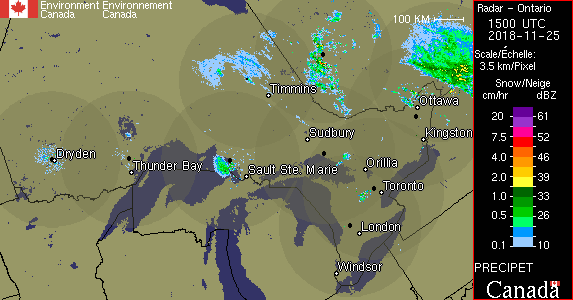 Environment Environnement
Canada Canada
100 KM
Timmins
Ottawa
Sudbury
Kingston
Dryden
Thunder Bay
Sault Ste. Marie
Orillia
Toronto
London
Windsor
Radar - Ontario
1500 UTC
2018-11-25
Scale/Échelle:
3.5 km/Pixel
Snow/Neige
cm/hr dBZ
20 61
7.5 52
4.0 46
2.0 39
1.0 33
0.5 26
0.1 10
PRECIPET
Canada